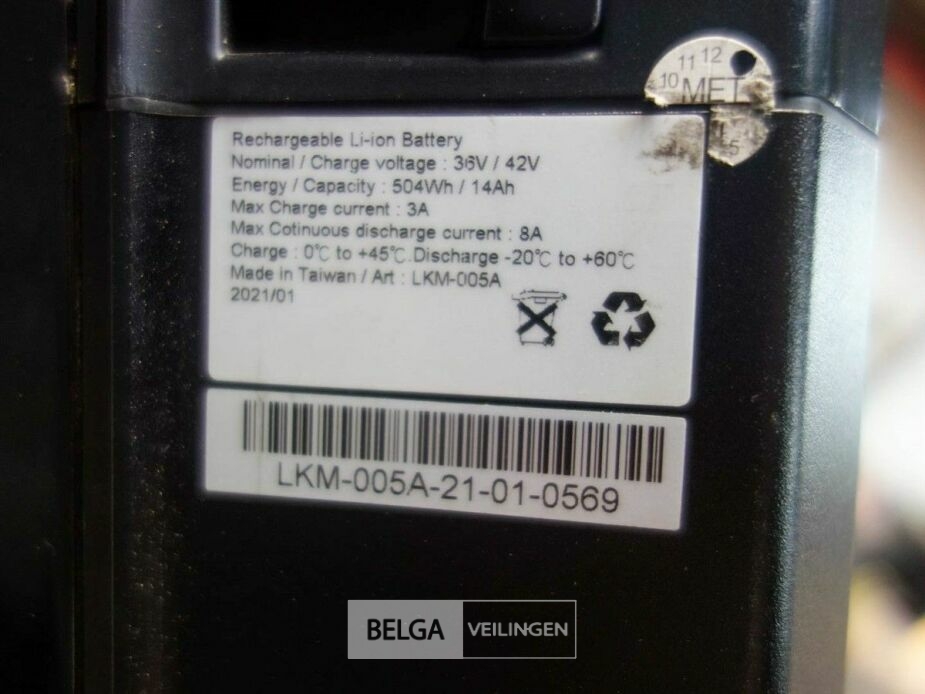 10 11 12
MET
5
Rechargeable Li-ion Battery
Nominal / Charge voltage : 36V / 42V
Energy / Capacity : 504Wh / 14Ah
Max Charge current : 3A
Max Cotinuous discharge current : 8A
Charge : 0℃ to +45℃.Discharge -20℃ to +60℃
Made in Taiwan / Art : LKM-005A
2021/01
LKM-005A-21-01-0569
BELGA VEILINGEN